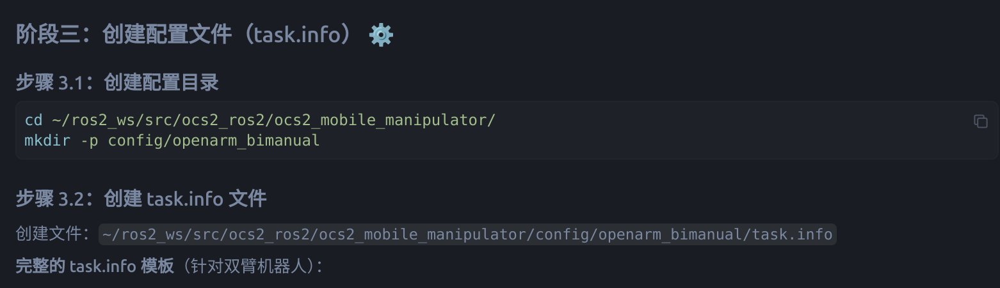 阶段三：创建配置文件（task.info） ⚙️
步骤 3.1：创建配置目录
cd ~/ros2_ws/src/ocs2_ros2/ocs2_mobile_manipulator/
mkdir -p config/openarm_bimanual
步骤 3.2：创建 task.info 文件
创建文件：~/ros2_ws/src/ocs2_ros2/ocs2_mobile_manipulator/config/openarm_bimanual/task.info
完整的 task.info 模板（针对双臂机器人）：